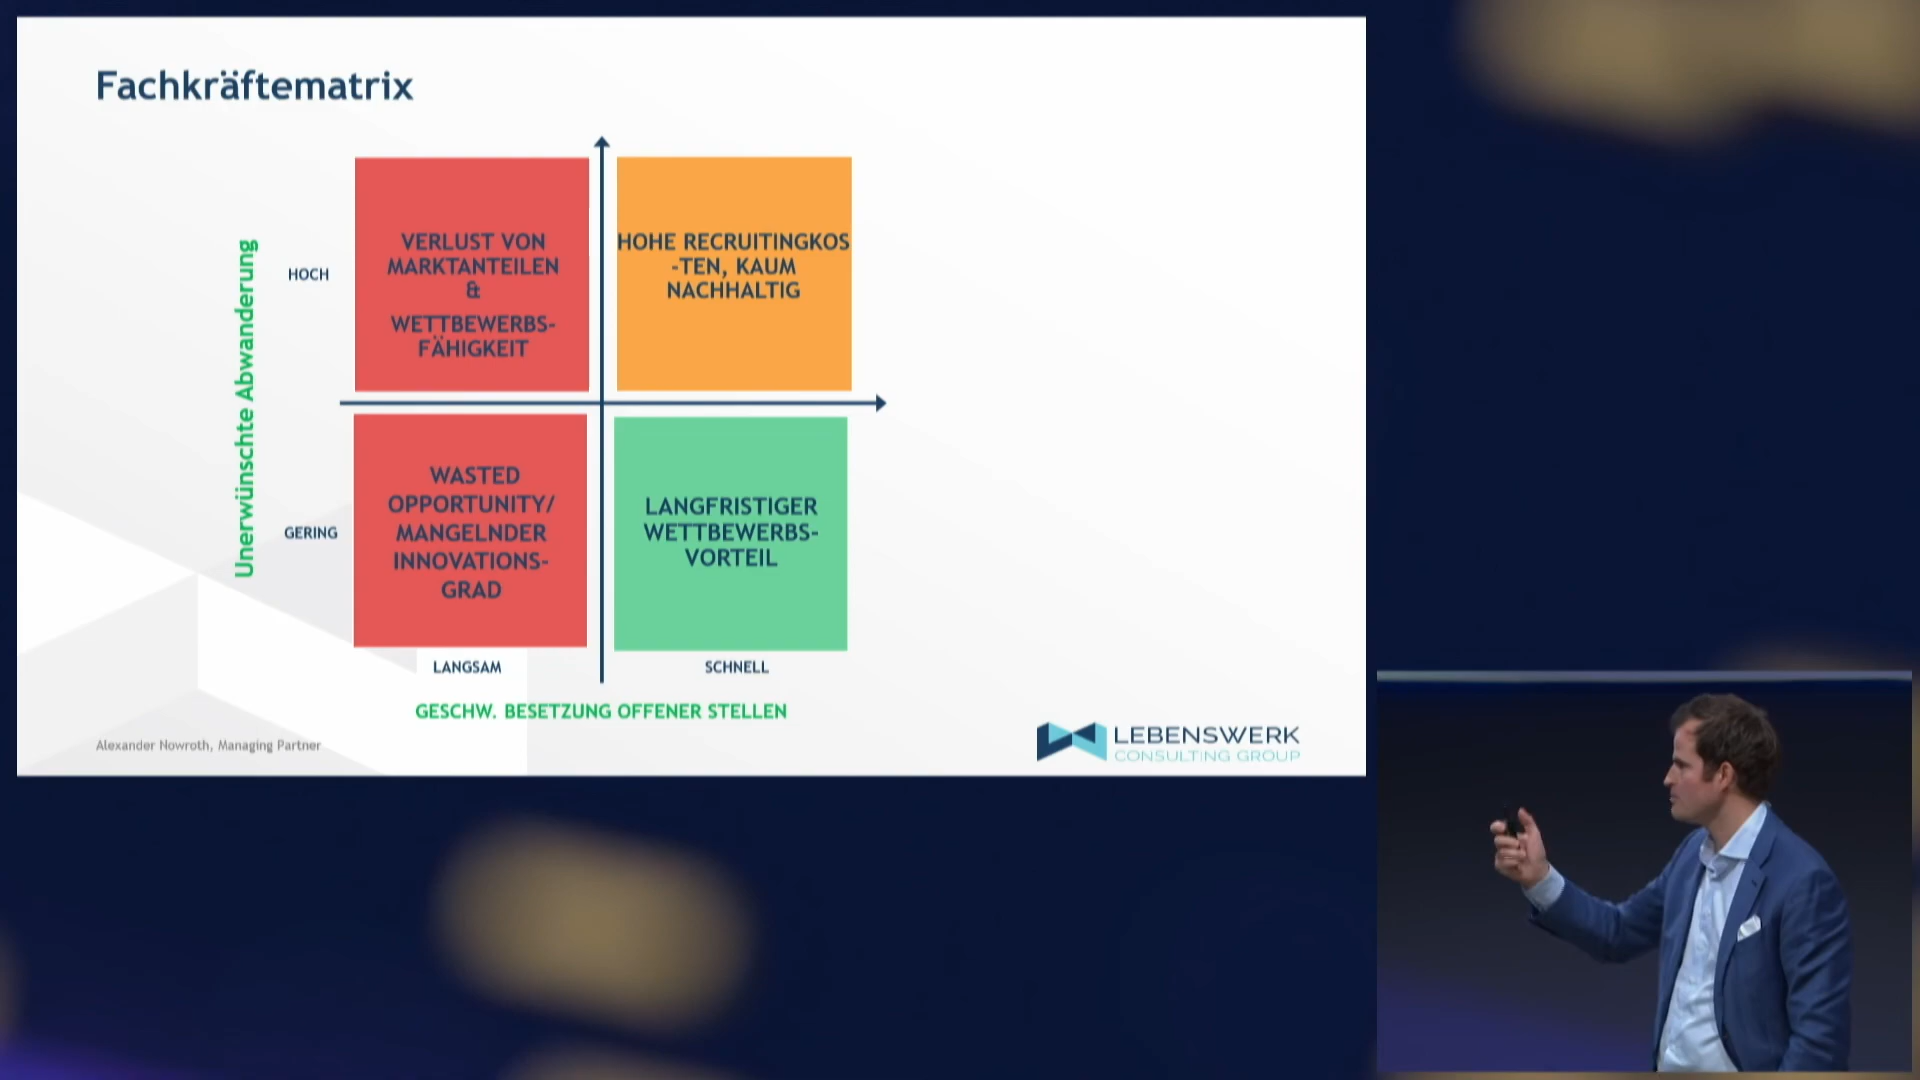 Fachkräftematrix
VERLUST VON
MARKTANTEILEN
&
WETTBEWERBS-
FÄHIGKEIT
HOHE RECRUITINGKOS
-TEN, KAUM
NACHHALTIG
HOCH
Unerwünschte Abwanderung
WASTED
OPPORTUNITY/
MANGELNDER
INNOVATIONS-
GRAD
LANGFRISTIGER
WETTBEWERBS-
VORTEIL
GERING
LANGSAM
SCHNELL
GESCHW. BESETZUNG OFFENER STELLEN
Alexander Nowroth, Managing Partner
LEBENSWERK
CONSULTING GROUP